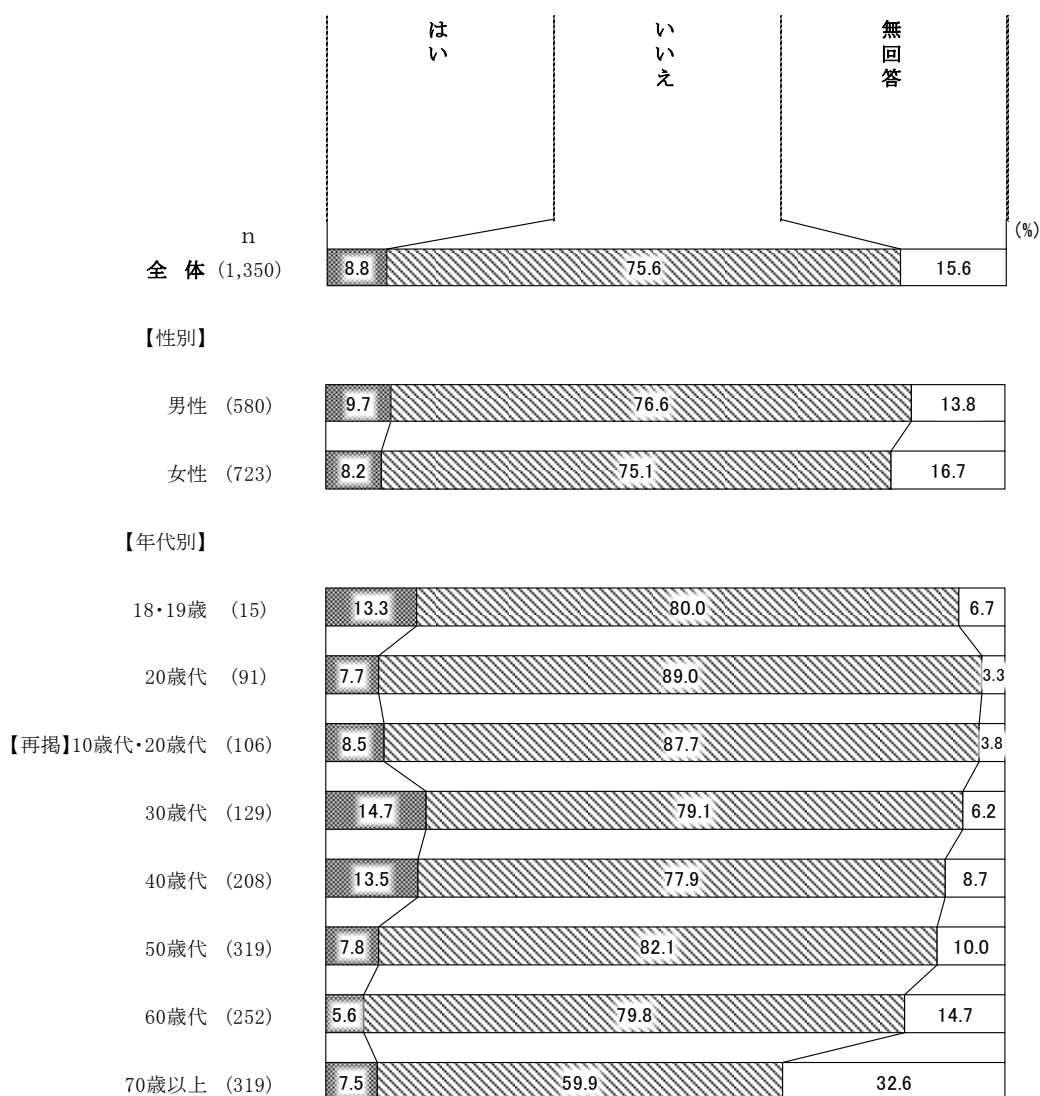 はい
いいえ
無回答
(%)
n
全 体 (1,350) 8.8 75.6 15.6
【性別】
男性 (580) 9.7 76.6 13.8
女性 (723) 8.2 75.1 16.7
【年代別】
18・19歳 (15) 13.3 80.0 6.7
20歳代 (91) 7.7 89.0 3.3
【再掲】10歳代・20歳代 (106) 8.5 87.7 3.8
30歳代 (129) 14.7 79.1 6.2
40歳代 (208) 13.5 77.9 8.7
50歳代 (319) 7.8 82.1 10.0
60歳代 (252) 5.6 79.8 14.7
70歳以上 (319) 7.5 59.9 32.6